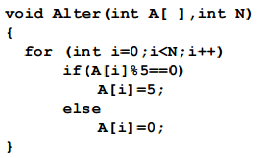 void Alter(int A[ ],int N)
{
for (int i=0;i<N;i++)
if(A[i]%5==0)
A[i]=5;
else
A[i]=0;
}